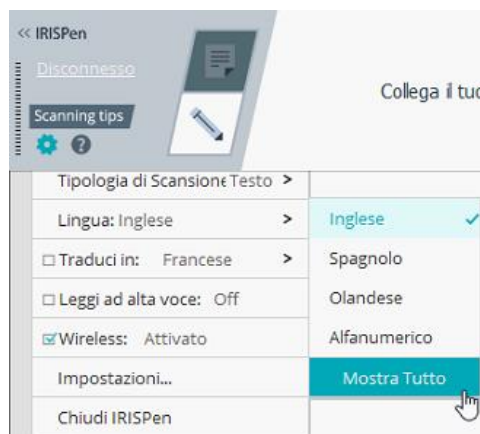 << IRISPen
Disconnesso
Collega il tuo
Scanning tips
Tipologia di Scansione Testo >
Lingua: Inglese >
Inglese
Traduci in: Francese >
Spagnolo
Leggi ad alta voce: Off
Olandese
Wireless: Attivato
Alfanumerico
Impostazioni...
Mostra Tutto
Chiudi IRISPen